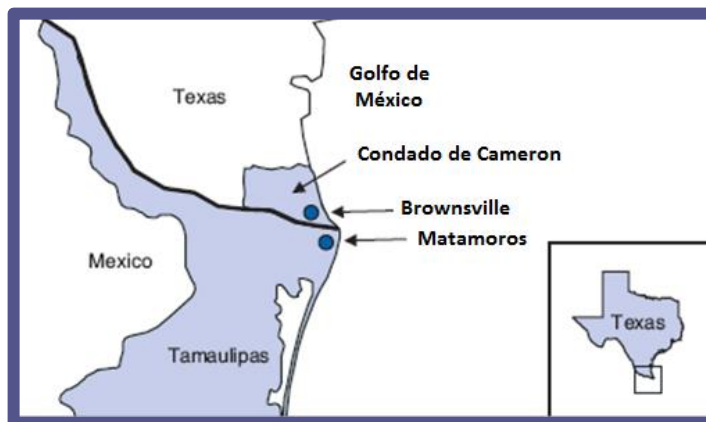 Golfo de
México
Texas
Condado de Cameron
Brownsville
Matamoros
Mexico
Texas
Tamaulipas